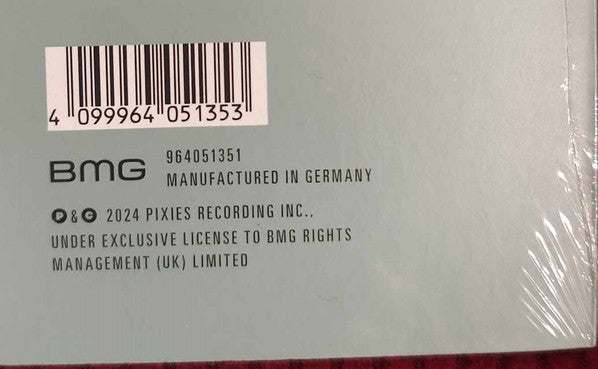 4 099964 051353
BMG
964051351
MANUFACTURED IN GERMANY
℗ & © 2024 PIXIES RECORDING INC.,
UNDER EXCLUSIVE LICENSE TO BMG RIGHTS
MANAGEMENT (UK) LIMITED